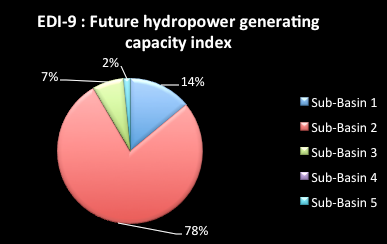 EDI-9 : Future hydropower generating
capacity index
2%
7%
14%
Sub-Basin 1
Sub-Basin 2
Sub-Basin 3
Sub-Basin 4
Sub-Basin 5
78%